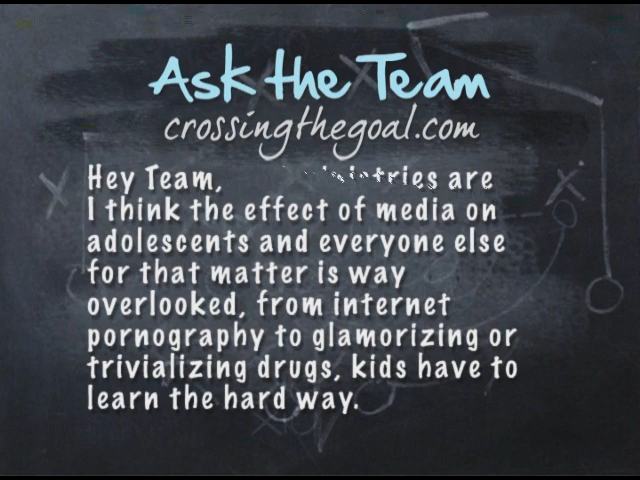 Ask the Team
crossingthegoal.com
Hey Team, are
I think the effect of media on
adolescents and everyone else
for that matter is way
overlooked, from internet
pornography to glamorizing or
trivializing drugs, kids have to
learn the hard way.